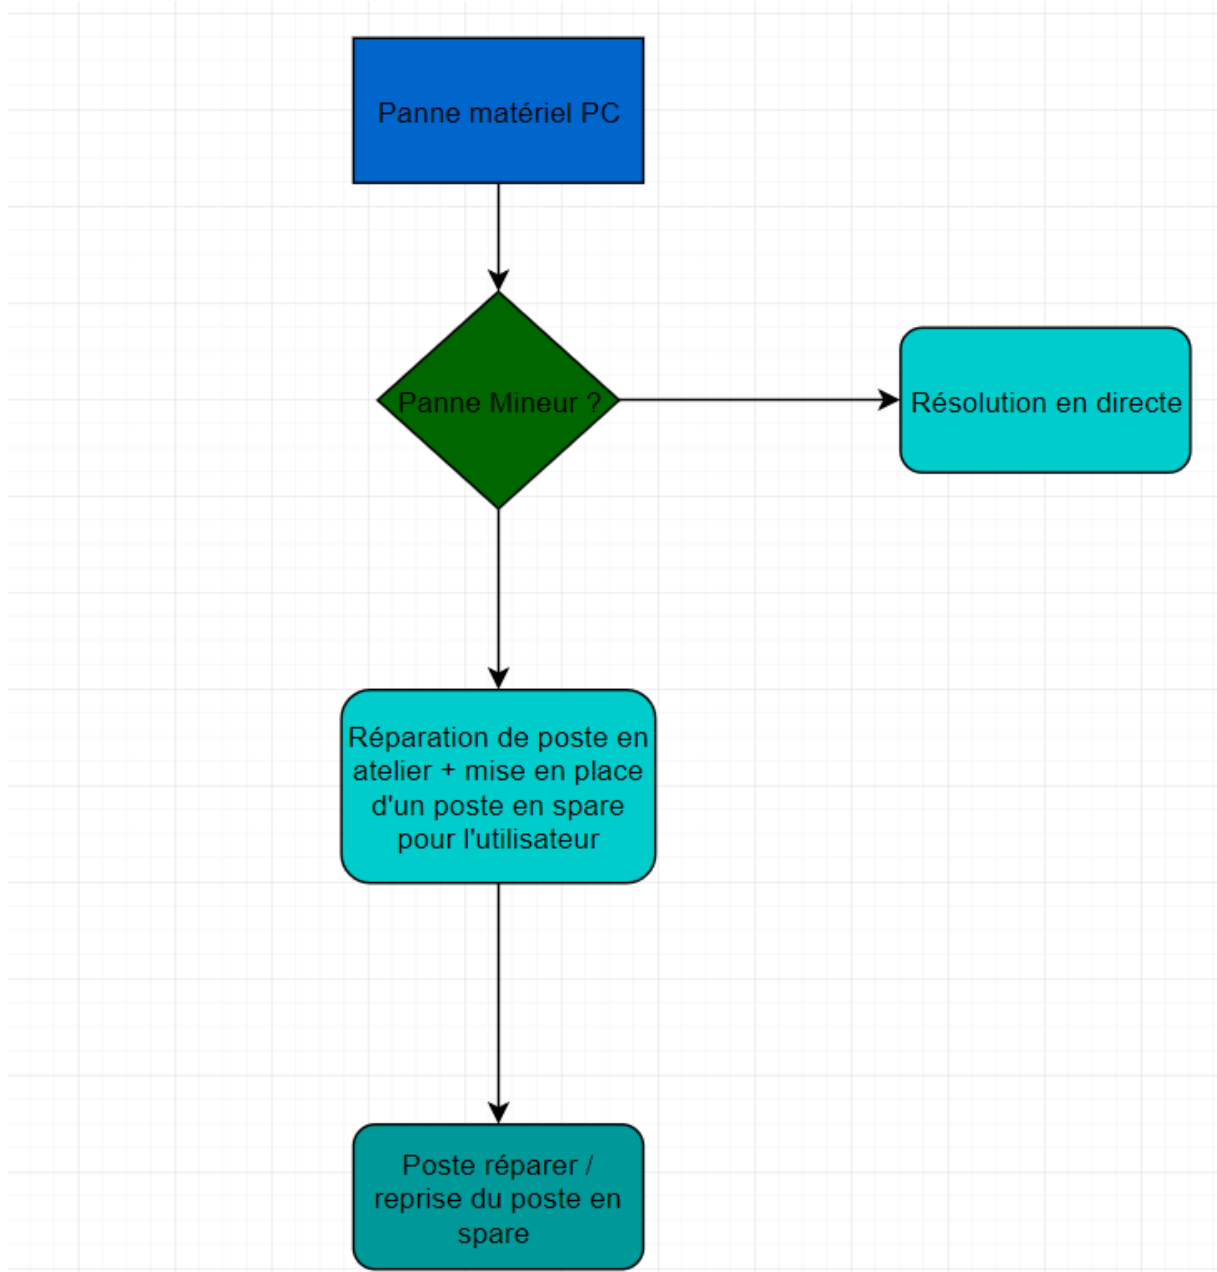 Panne matériel PC
Panne Mineur ?
Résolution en directe
Réparation de poste en
atelier + mise en place
d'un poste en spare
pour l'utilisateur
Poste réparer /
reprise du poste en
spare